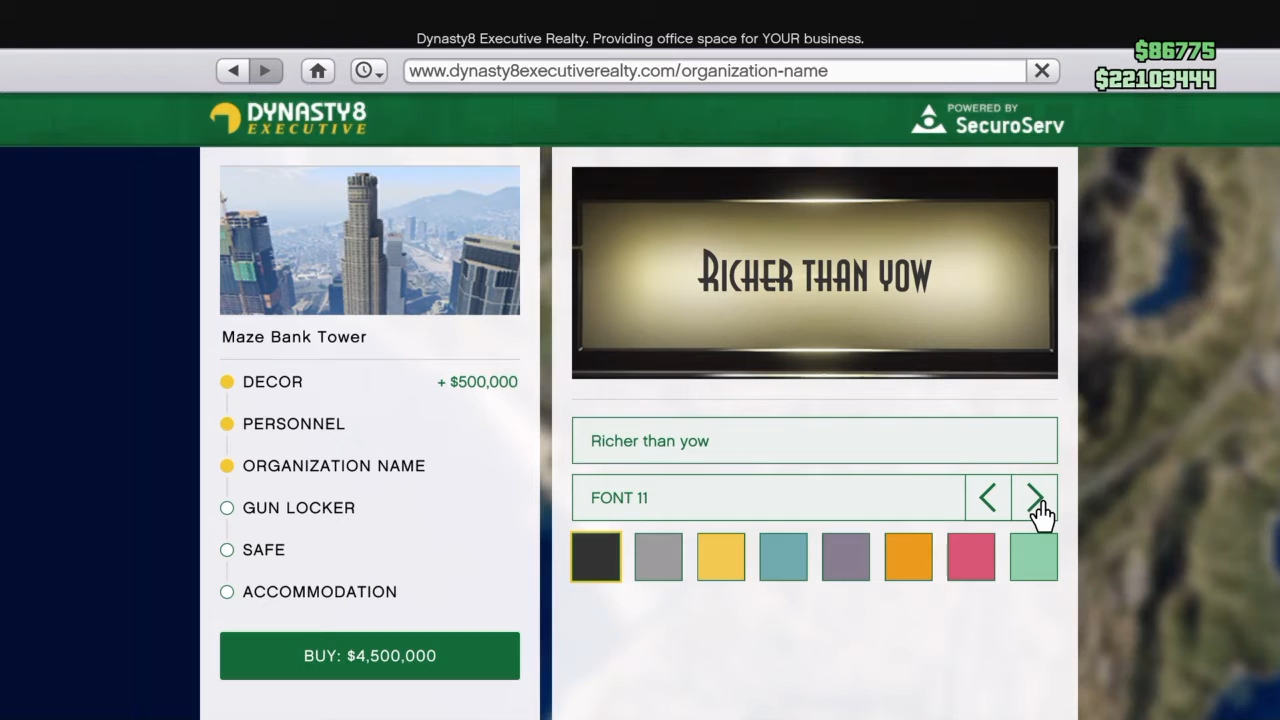 Dynasty8 Executive Realty. Providing office space for YOUR business.
$86775
$22103444
www.dynasty8executiverealty.com/organization-name
DYNASTY 8
EXECUTIVE
POWERED BY
SecuroServ
RICHER THAN YOW
Maze Bank Tower
DECOR + $500,000
PERSONNEL
ORGANIZATION NAME
GUN LOCKER
SAFE
ACCOMMODATION
BUY: $4,500,000
Richer than yow
FONT 11